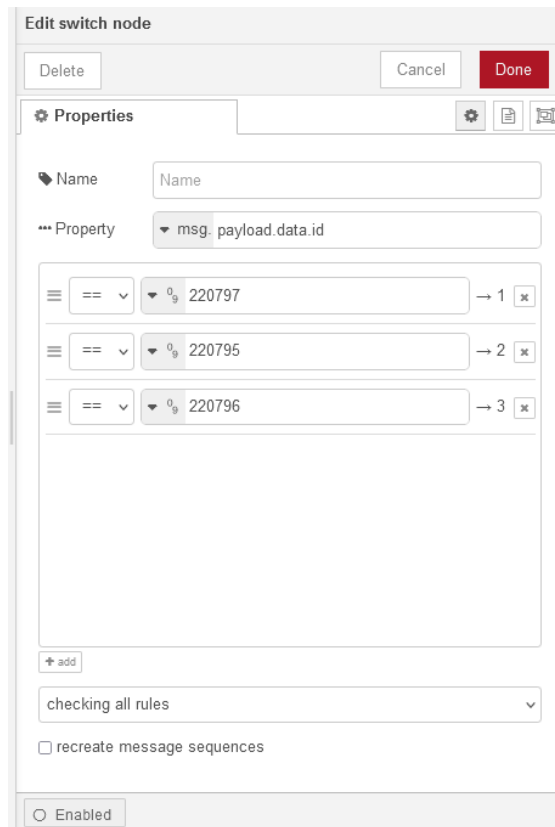 Edit switch node
Delete Cancel Done
Properties
Name Name
Property msg. payload.data.id
== 0 9 220797 → 1
== 0 9 220795 → 2
== 0 9 220796 → 3
add
checking all rules
recreate message sequences
Enabled